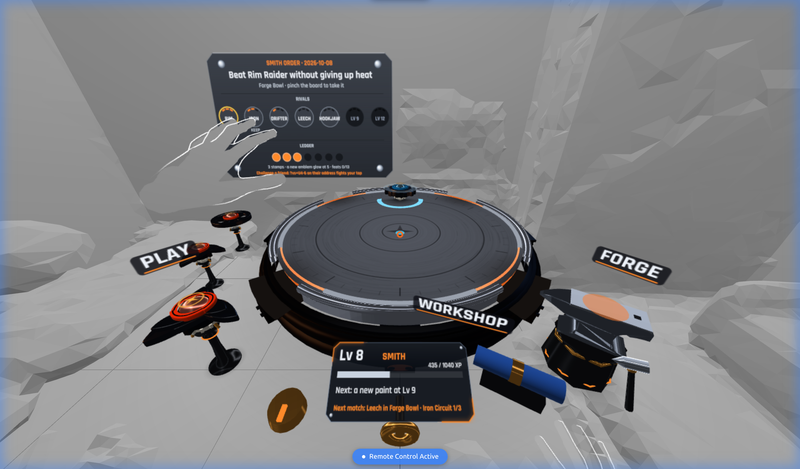 SMITH ORDER · 2026-10-06
Beat Rim Raider without giving up heat
Forge Bowl · pinch the board to take it
RIVALS
DRIFTER
LEECH
HOOKJAW
LV 9
LV 12
LEDGER
PLAY
FORGE
WORKSHOP
Lv 8 SMITH
435 / 1040 XP
Next: a new paint at Lv 9
Next match: Leech in Forge Bowl · Iron Circuit 1/3
Remote Control Active